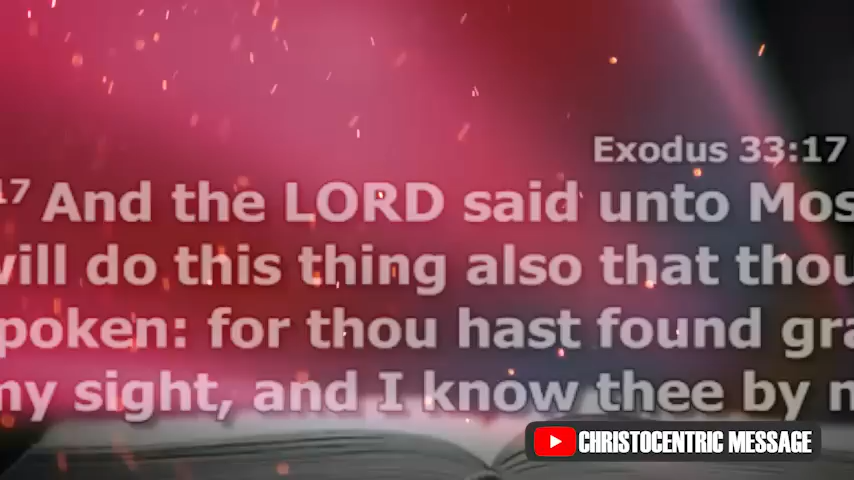 Exodus 33:17
17 And the LORD said unto Mos
will do this thing also that thou
spoken: for thou hast found gra
my sight, and I know thee by n
CHRISTOCENTRIC MESSAGE